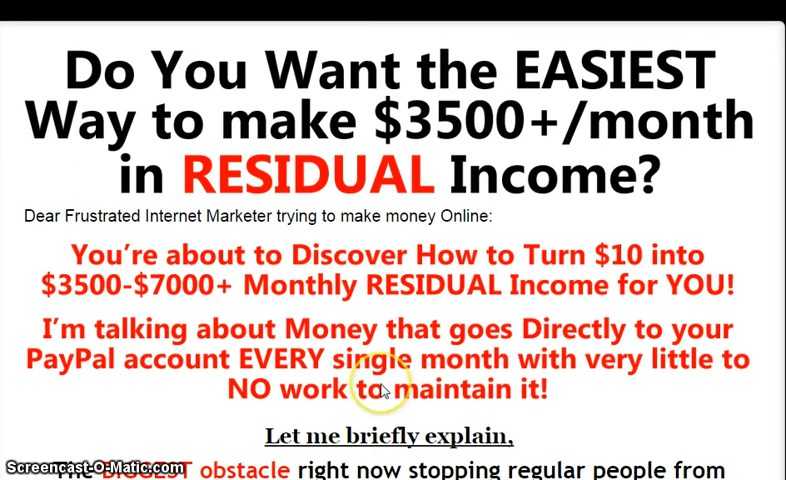 Do You Want the EASIEST
Way to make $3500+/month
in RESIDUAL Income?
Dear Frustrated Internet Marketer trying to make money Online:
You're about to Discover How to Turn $10 into
$3500-$7000+ Monthly RESIDUAL Income for YOU!
I'm talking about Money that goes Directly to your
PayPal account EVERY single month with very little to
NO work to maintain it!
Let me briefly explain,
The BIGGEST obstacle right now stopping regular people from
Screencast-O-Matic.com